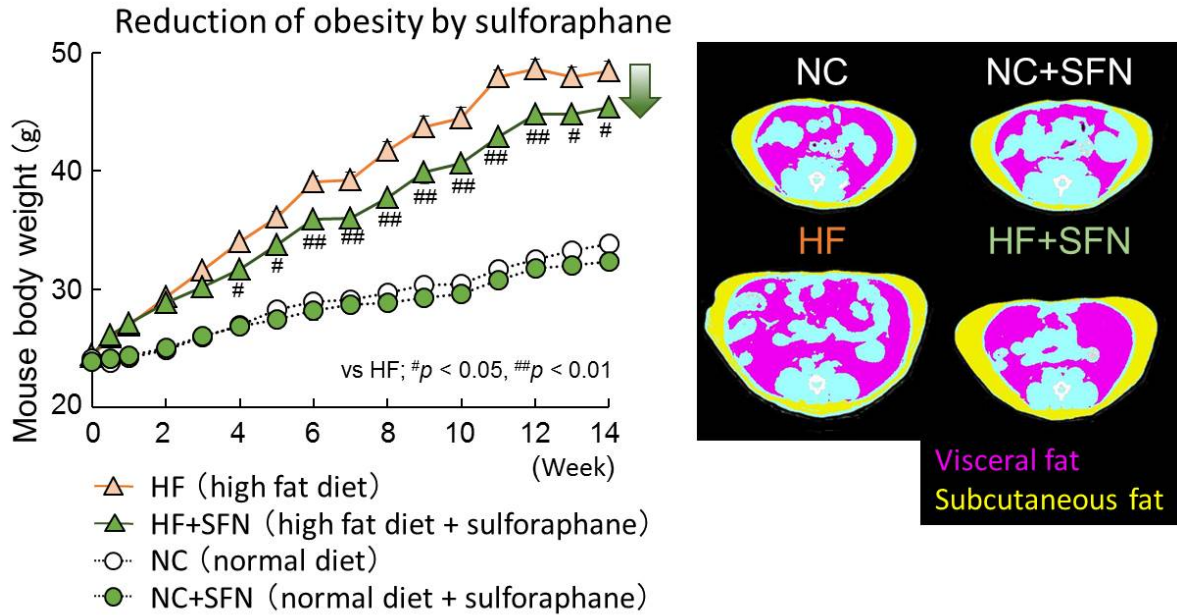 Reduction of obesity by sulforaphane
Mouse body weight (g)
50
40
30
20
# # ## ## ## ## ## ## ## # #
vs HF; #p < 0.05, ##p < 0.01
0 2 4 6 8 10 12 14
(Week)
HF (high fat diet)
HF+SFN (high fat diet + sulforaphane)
NC (normal diet)
NC+SFN (normal diet + sulforaphane)
NC NC+SFN
HF HF+SFN
Visceral fat
Subcutaneous fat